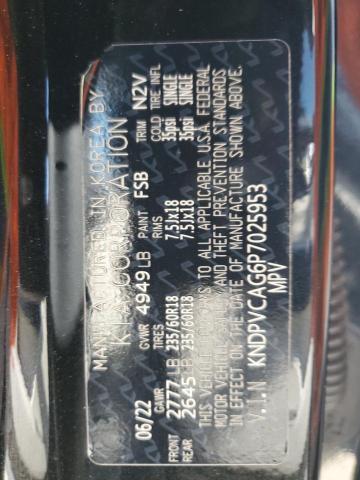 MANUFACTURED IN KOREA BY
KIA CORPORATION
06/22 GVWR 4949 LB PAINT FSB TRIM N2V
GAWR TIRES RIMS COLD TIRE INFL
FRONT 2777 LB 235/60R18 7.5Jx18 35psi SINGLE
REAR 2645 LB 235/60R18 7.5Jx18 35psi SINGLE
THIS VEHICLE CONFORMS TO ALL APPLICABLE U.S.A. FEDERAL
MOTOR VEHICLE SAFETY AND THEFT PREVENTION STANDARDS
IN EFFECT ON THE DATE OF MANUFACTURE SHOWN ABOVE.
V.I.N KNDPVCAG6P7025953
MPV